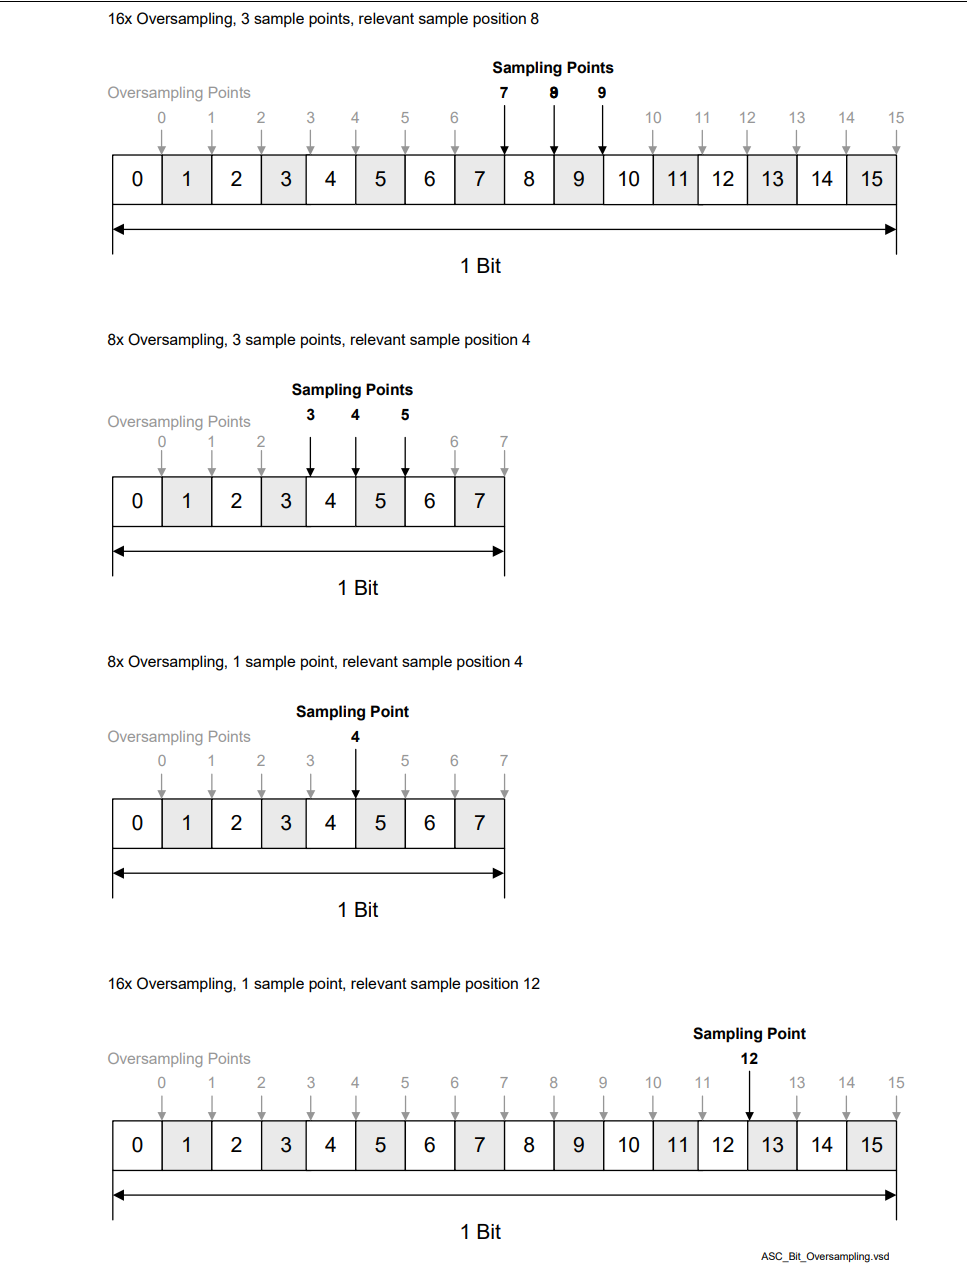 16x Oversampling, 3 sample points, relevant sample position 8
Sampling Points
Oversampling Points 7 8 9
0 1 2 3 4 5 6 10 11 12 13 14 15
0 1 2 3 4 5 6 7 8 9 10 11 12 13 14 15
1 Bit
8x Oversampling, 3 sample points, relevant sample position 4
Sampling Points
3 4 5
Oversampling Points
0 1 2 6 7
0 1 2 3 4 5 6 7
1 Bit
8x Oversampling, 1 sample point, relevant sample position 4
Sampling Point
Oversampling Points 4
0 1 2 3 5 6 7
0 1 2 3 4 5 6 7
1 Bit
16x Oversampling, 1 sample point, relevant sample position 12
Sampling Point
Oversampling Points 12
0 1 2 3 4 5 6 7 8 9 10 11 13 14 15
0 1 2 3 4 5 6 7 8 9 10 11 12 13 14 15
1 Bit
ASC_Bit_Oversampling.vsd